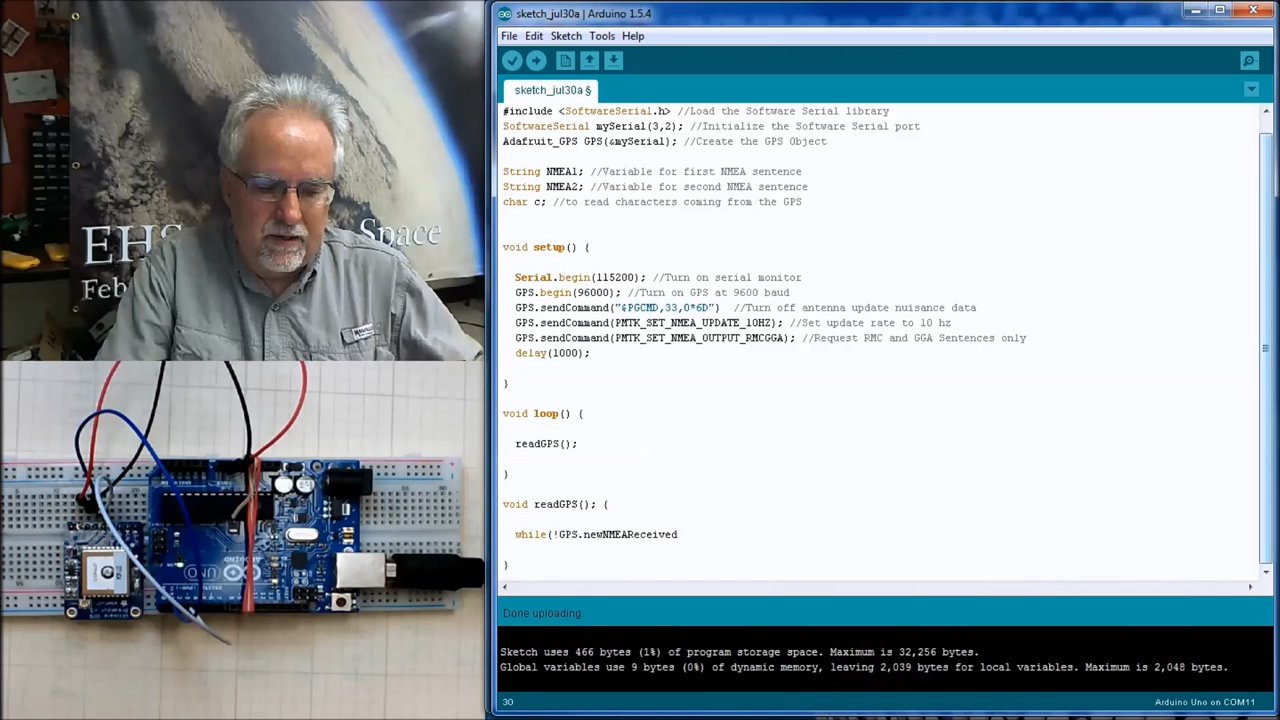 sketch_jul30a | Arduino 1.5.4
File Edit Sketch Tools Help
sketch_jul30a §
#include <SoftwareSerial.h> //Load the Software Serial library
SoftwareSerial mySerial(3,2); //Initialize the Software Serial port
Adafruit_GPS GPS(&mySerial); //Create the GPS Object
String NMEA1; //Variable for first NMEA sentence
String NMEA2; //Variable for second NMEA sentence
char c; //to read characters coming from the GPS
void setup() {
Serial.begin(115200); //Turn on serial monitor
GPS.begin(96000); //Turn on GPS at 9600 baud
GPS.sendCommand("$PGCMD,33,0*6D") //Turn off antenna update nuisance data
GPS.sendCommand(PMTK_SET_NMEA_UPDATE_10HZ); //Set update rate to 10 hz
GPS.sendCommand(PMTK_SET_NMEA_OUTPUT_RMCGGA); //Request RMC and GGA Sentences only
delay(1000);
}
void loop() {
readGPS();
}
void readGPS(); {
while(!GPS.newNMEAReceived
}
Done uploading.
Sketch uses 466 bytes (1%) of program storage space. Maximum is 32,256 bytes.
Global variables use 9 bytes (0%) of dynamic memory, leaving 2,039 bytes for local variables. Maximum is 2,048 bytes.
30
Arduino Uno on COM11
EHS
Space
Feb
UNO